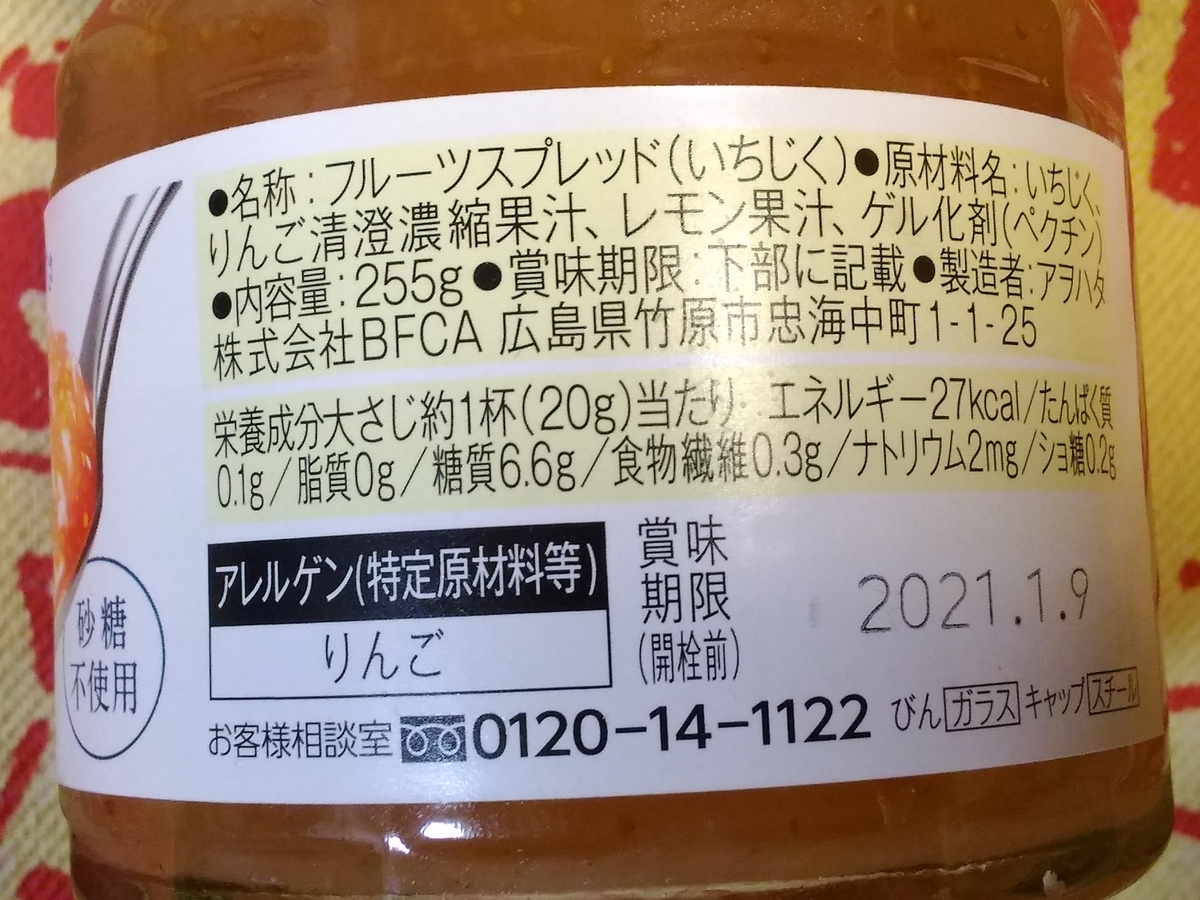 ●名称:フルーツスプレッド(いちじく)●原材料名:いちじく、
りんご清澄濃縮果汁、レモン果汁、ゲル化剤(ペクチン)
●内容量:255g●賞味期限:下部に記載●製造者:アヲハタ
株式会社BFCA 広島県竹原市忠海中町1-1-25
栄養成分大さじ約1杯(20g)当たり エネルギー27kcal/たんぱく質
0.1g/脂質0g/糖質6.6g/食物繊維0.3g/ナトリウム2mg/ショ糖0.2g
アレルゲン(特定原材料等)
りんご
賞味
期限
(開栓前)
2021.1.9
砂糖
不使用
お客様相談室 0120-14-1122 びん ガラス キャップ スチール